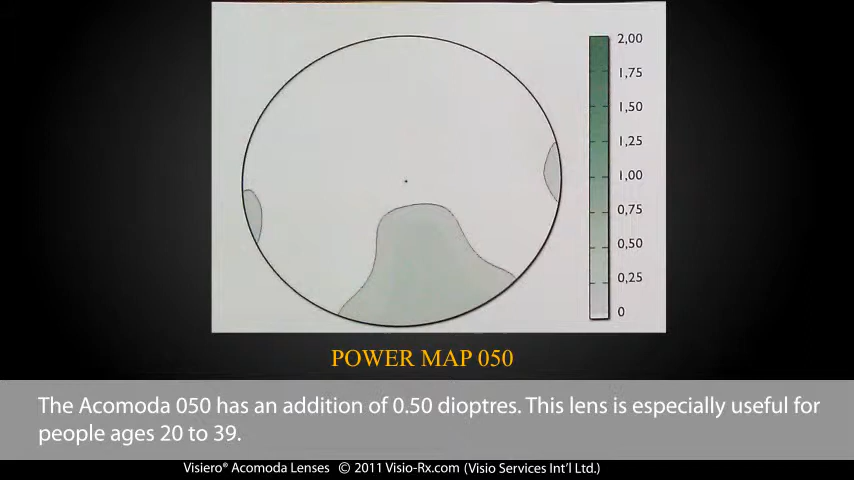 2,00
1,75
1,50
1,25
1,00
0,75
0,50
0,25
0
POWER MAP 050
The Acomoda 050 has an addition of 0.50 dioptres. This lens is especially useful for
people ages 20 to 39.
Visiero® Acomoda Lenses © 2011 Visio-Rx.com (Visio Services Int'l Ltd.)